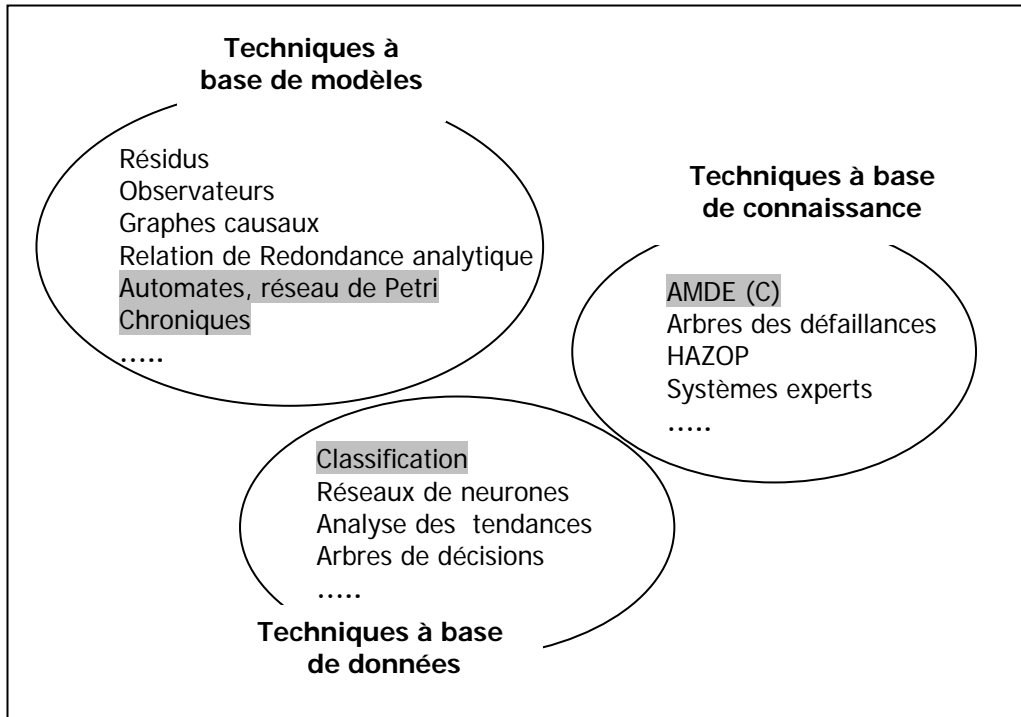 Techniques à
base de modèles
Résidus
Observateurs
Graphes causaux
Relation de Redondance analytique
Automates, réseau de Petri
Chroniques
…..
Techniques à base
de connaissance
AMDE (C)
Arbres des défaillances
HAZOP
Systèmes experts
…..
Classification
Réseaux de neurones
Analyse des tendances
Arbres de décisions
…..
Techniques à base
de données